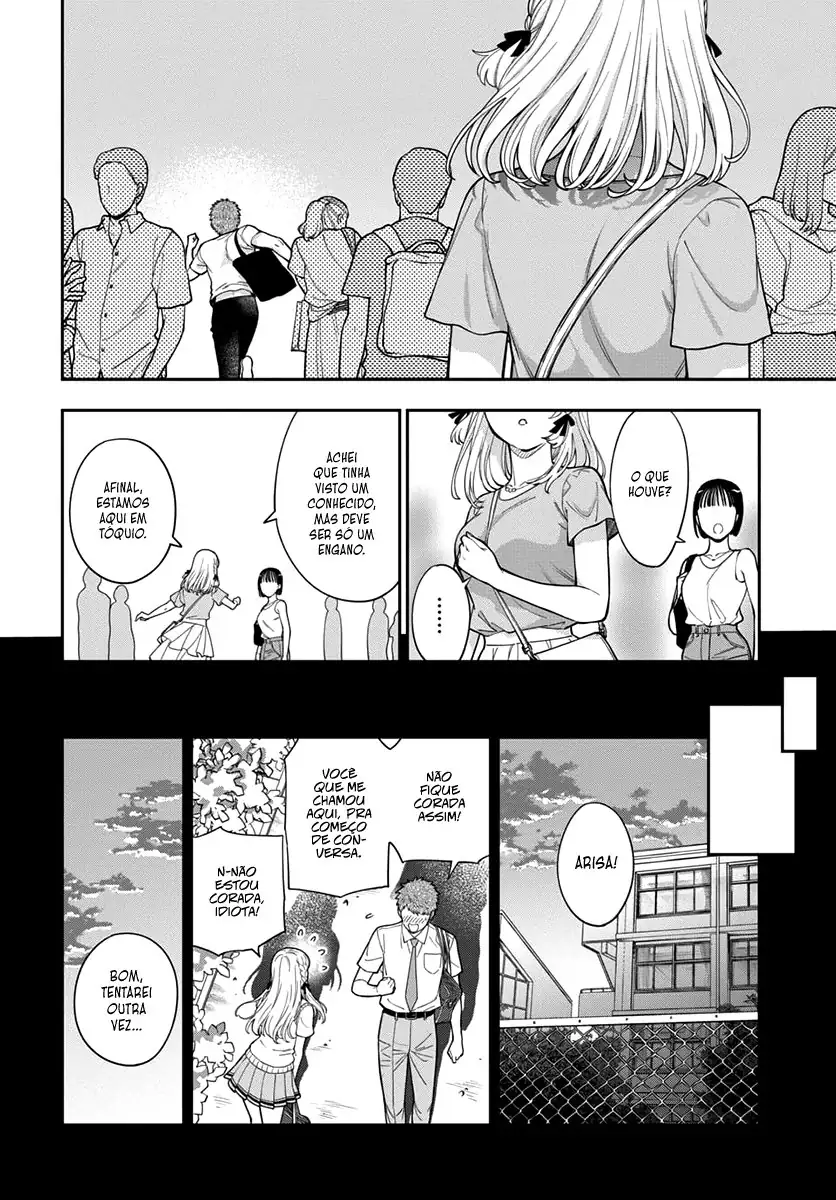 O QUE
HOUVE?
......
ACHEI
QUE TINHA
VISTO UM
CONHECIDO,
MAS DEVE
SER SÓ UM
ENGANO.
AFINAL,
ESTAMOS
AQUI EM
TÓQUIO.
ARISA!
NÃO
FIQUE
CORADA
ASSIM!
VOCÊ
QUE ME
CHAMOU
AQUI, PRA
COMEÇO
DE CON-
VERSA.
N-NÃO
ESTOU
CORADA,
IDIOTA!
BOM,
TENTAREI
OUTRA
VEZ...